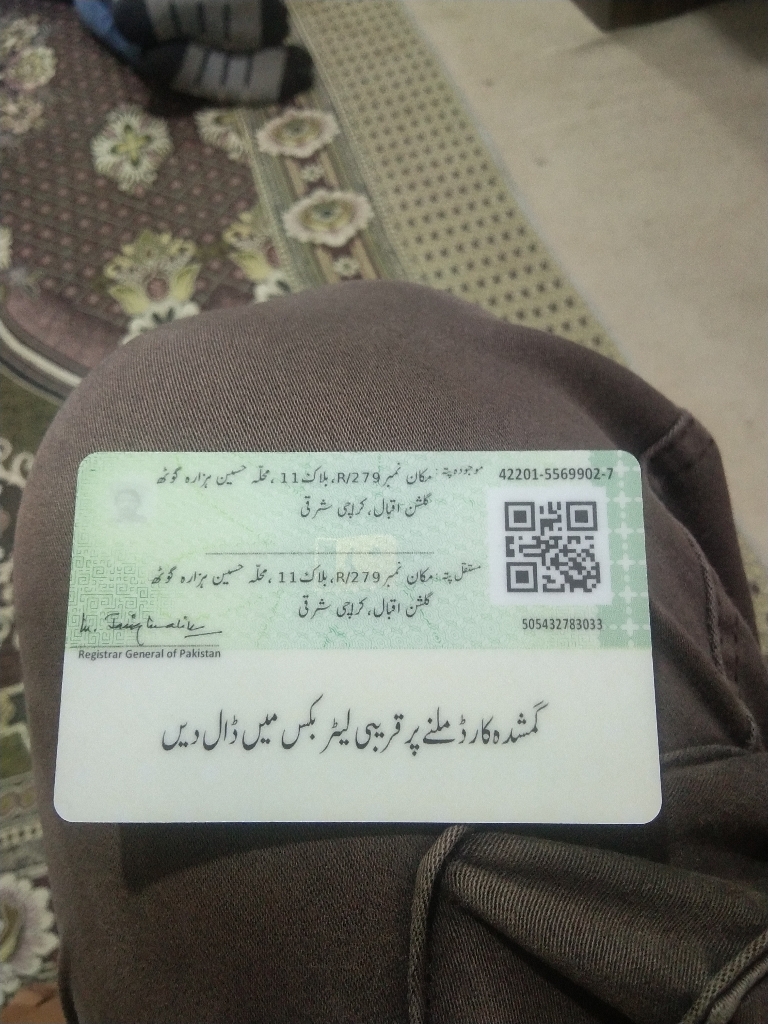 موجودہ پتہ: مکان نمبر R/279، بلاک 11، محلّہ حسین ہزارہ گوٹھ
گلشن اقبال، کراچی شرقی
42201-5569902-7
مستقل پتہ: مکان نمبر R/279، بلاک 11، محلّہ حسین ہزارہ گوٹھ
گلشن اقبال، کراچی شرقی
505432783033
Registrar General of Pakistan
گمشدہ کارڈ ملنے پر قریبی لیٹر بکس میں ڈال دیں